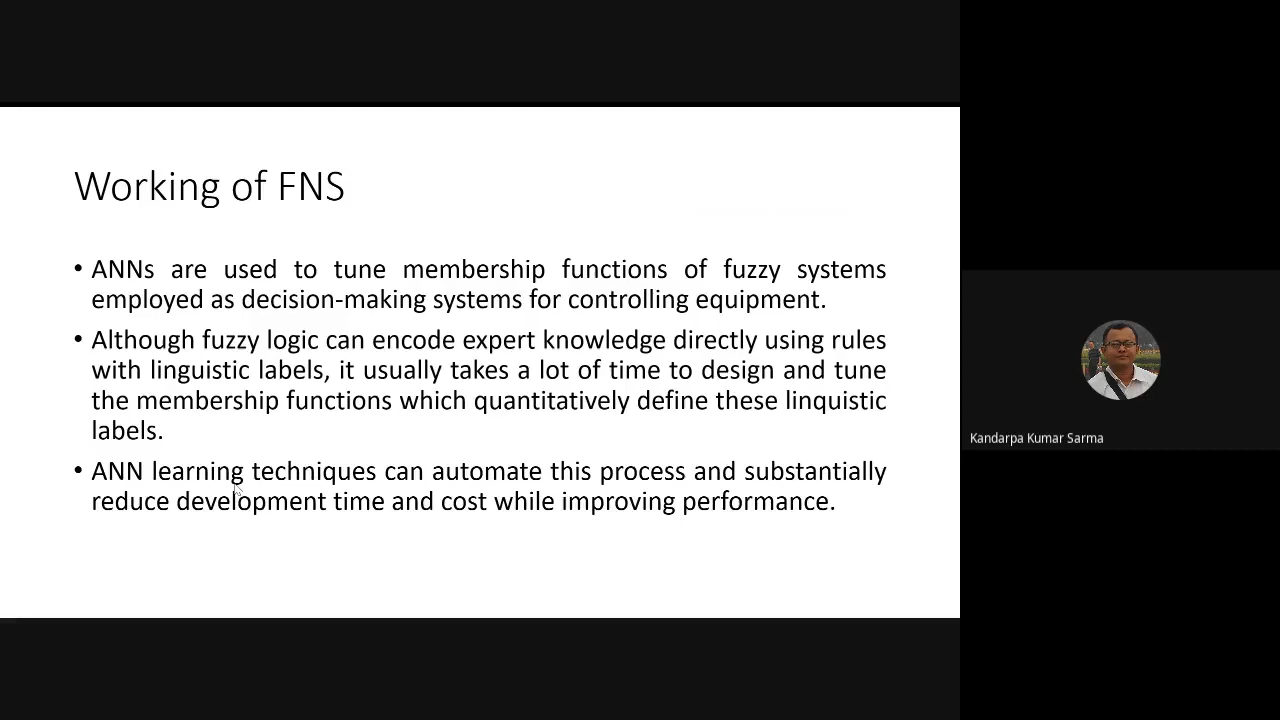 Working of FNS
• ANNs are used to tune membership functions of fuzzy systems
employed as decision-making systems for controlling equipment.
• Although fuzzy logic can encode expert knowledge directly using rules
with linguistic labels, it usually takes a lot of time to design and tune
the membership functions which quantitatively define these linquistic
labels.
• ANN learning techniques can automate this process and substantially
reduce development time and cost while improving performance.
Kandarpa Kumar Sarma